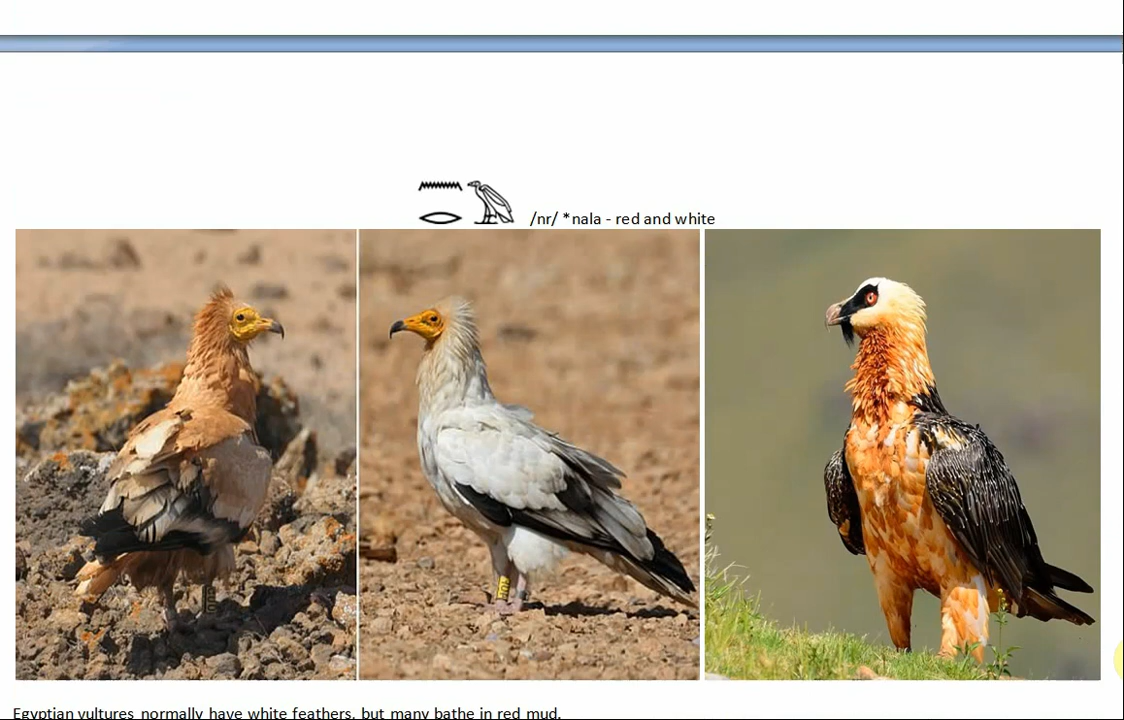 /nr/ *nala - red and white
Egyptian vultures normally have white feathers, but many bathe in red mud.